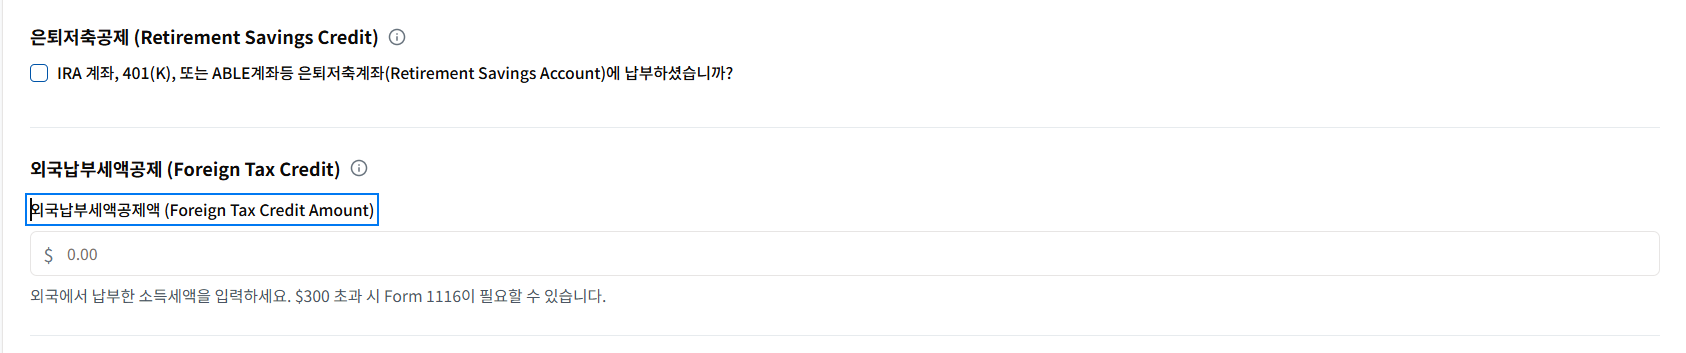 은퇴저축공제 (Retirement Savings Credit)
IRA 계좌, 401(K), 또는 ABLE계좌등 은퇴저축계좌(Retirement Savings Account)에 납부하셨습니까?
외국납부세액공제 (Foreign Tax Credit)
외국납부세액공제액 (Foreign Tax Credit Amount)
$ 0.00
외국에서 납부한 소득세액을 입력하세요. $300 초과 시 Form 1116이 필요할 수 있습니다.